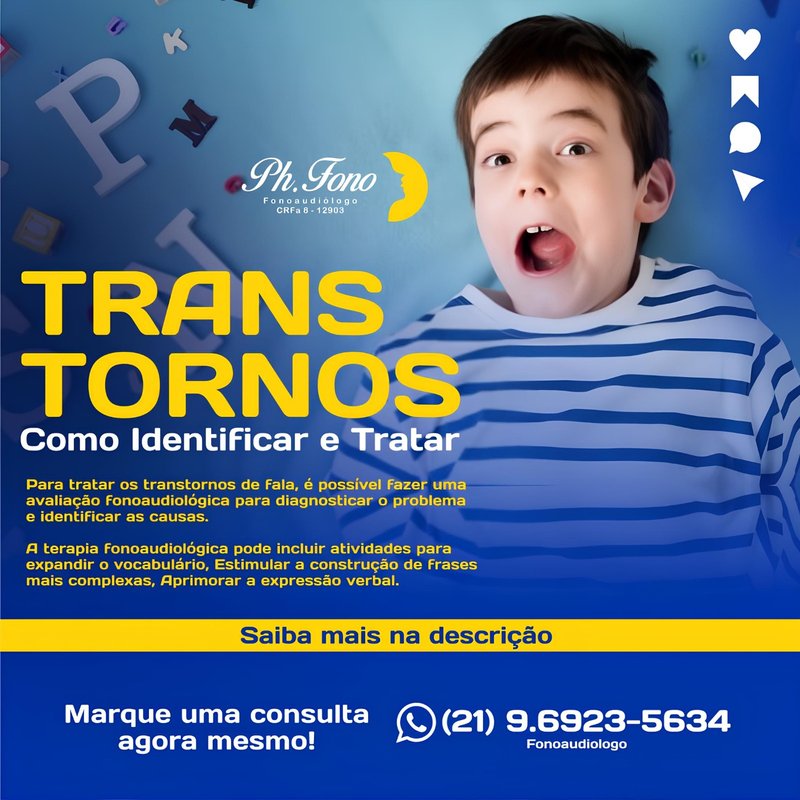 P
K
M
N
Ph. Fono
Fonoaudiólogo
CRFa 8 - 12903
TRANS
TORNOS
Como Identificar e Tratar
Para tratar os transtornos de fala, é possível fazer uma
avaliação fonoaudiológica para diagnosticar o problema
e identificar as causas.
A terapia fonoaudiológica pode incluir atividades para
expandir o vocabulário, Estimular a construção de frases
mais complexas, Aprimorar a expressão verbal.
Saiba mais na descrição
Marque uma consulta
agora mesmo!
(21) 9.6923-5634
Fonoaudiologo